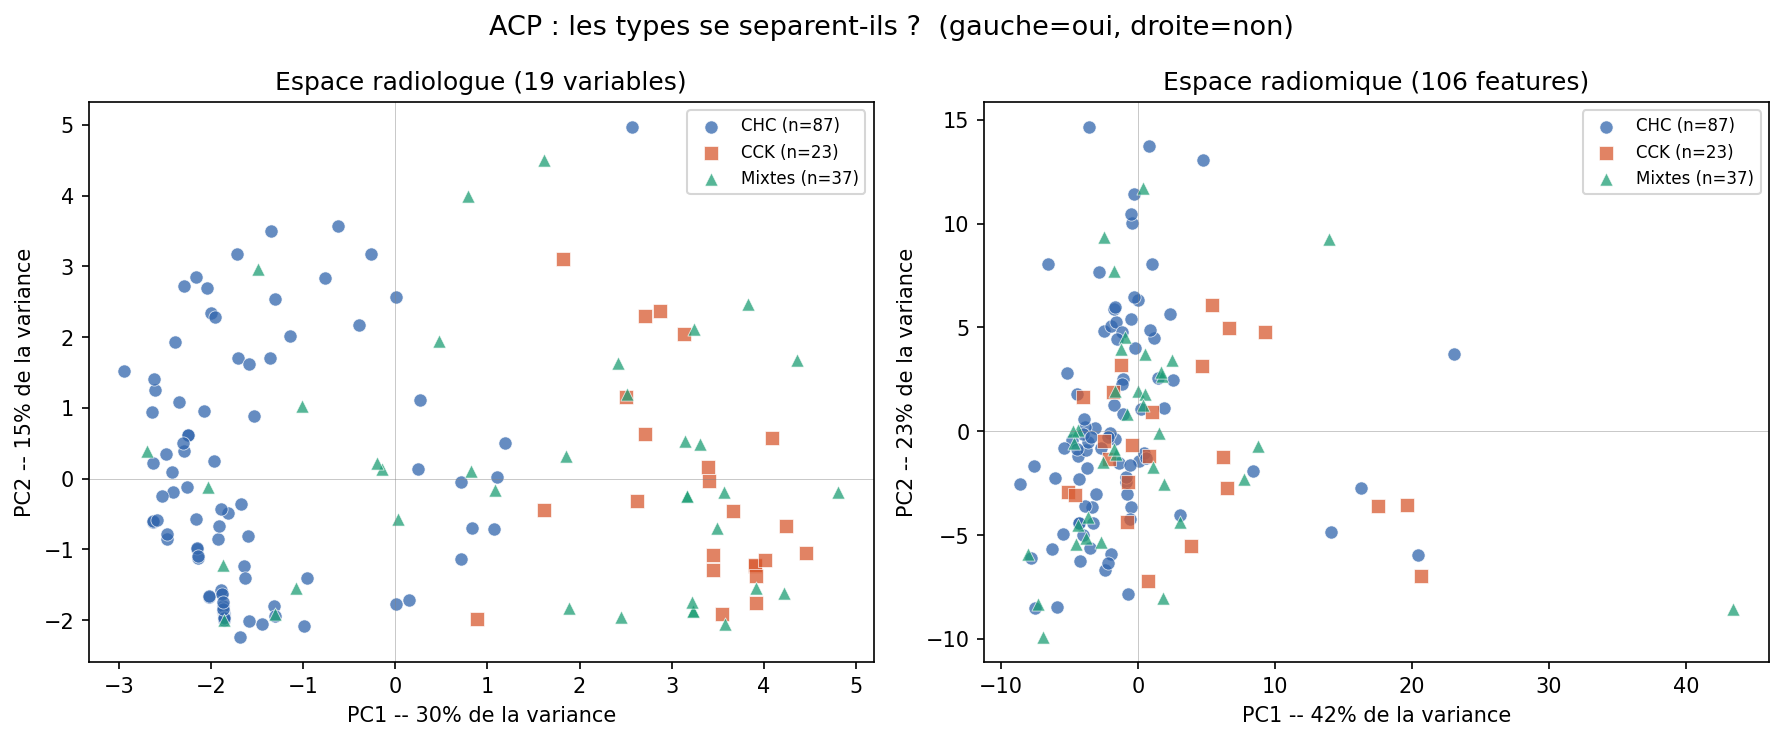 ACP : les types se separent-ils ?  (gauche=oui, droite=non)
Espace radiologue (19 variables)
CHC (n=87)
CCK (n=23)
Mixtes (n=37)
PC2 -- 15% de la variance
5
4
3
2
1
0
−1
−2
−3
−2
−1
0
1
2
3
4
5
PC1 -- 30% de la variance
Espace radiomique (106 features)
CHC (n=87)
CCK (n=23)
Mixtes (n=37)
PC2 -- 23% de la variance
15
10
5
0
−5
−10
−10
0
10
20
30
40
PC1 -- 42% de la variance